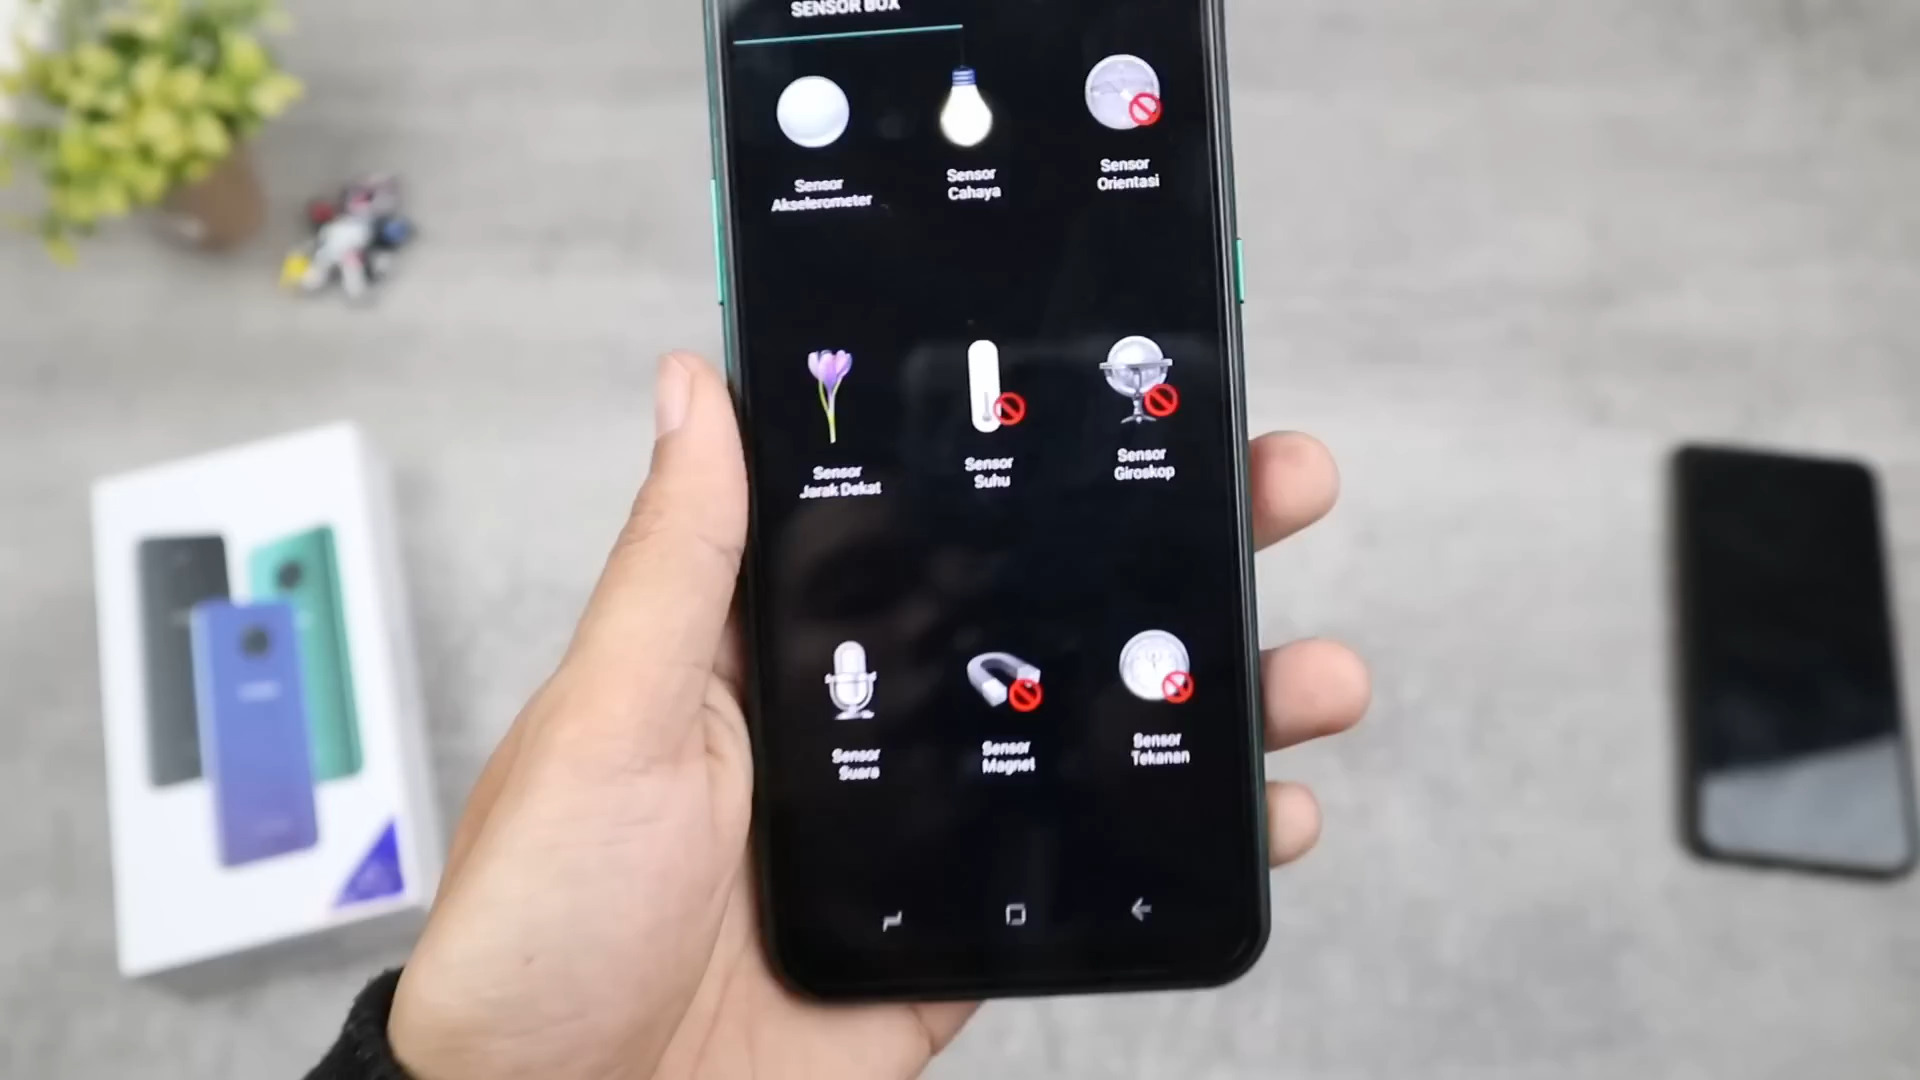 SENSOR BOX
Sensor
Akselerometer
Sensor
Cahaya
Sensor
Orientasi
Sensor
Jarak Dekat
Sensor
Suhu
Sensor
Giroskop
Sensor
Suara
Sensor
Magnet
Sensor
Tekanan